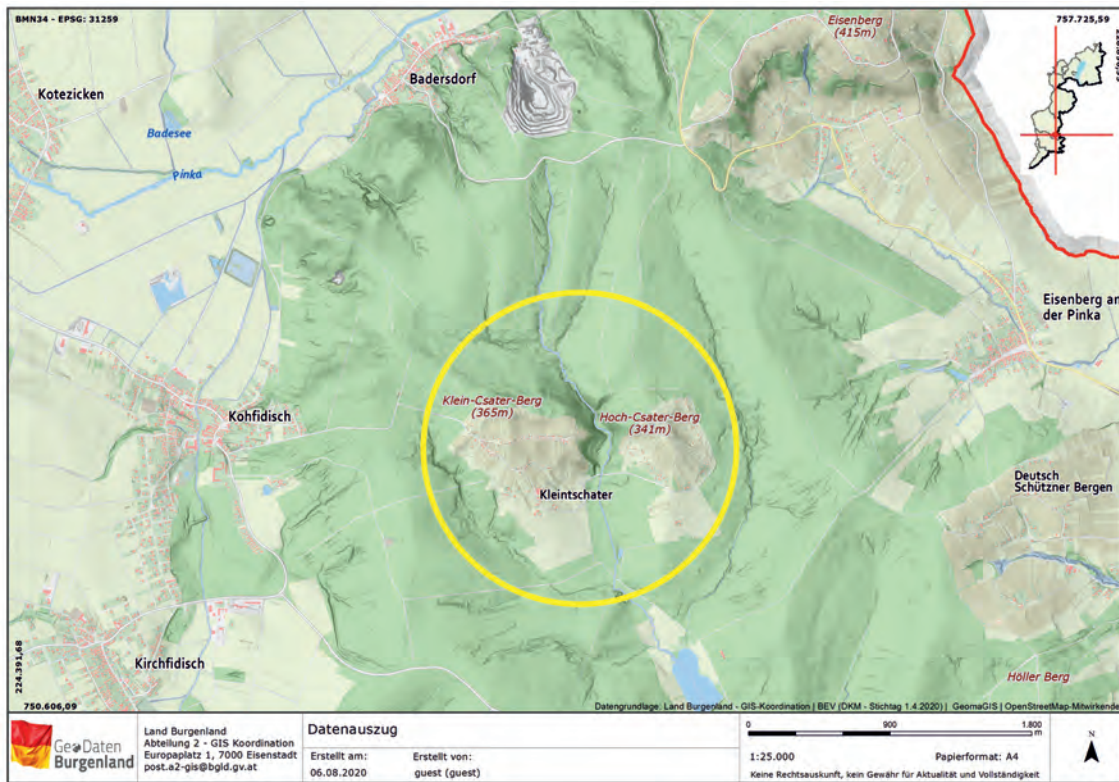 BMN34 - EPSG: 31259
757.725,59
Eisenberg
(415m)
Badersdorf
Kotezicken
Badesee
Pinka
Eisenberg an
der Pinka
Klein-Csater-Berg
(365m)
Hoch-Csater-Berg
(341m)
Kohfidisch
Kleintschater
Deutsch
Schützner Bergen
Kirchfidisch
Höller Berg
224.391,68
750.606,09
Datengrundlage: Land Burgenland - GIS-Koordination | BEV (DKM - Stichtag 1.4.2020) | GeomaGIS | OpenStreetMap-Mitwirkende
GeoDaten
Burgenland
Land Burgenland
Abteilung 2 - GIS Koordination
Europaplatz 1, 7000 Eisenstadt
post.a2-gis@bgld.gv.at
Datenauszug
Erstellt am:
Erstellt von:
06.08.2020
guest (guest)
0
900
1.800
m
1:25.000
Papierformat: A4
Keine Rechtsauskunft, kein Gewähr für Aktualität und Vollständigkeit
N